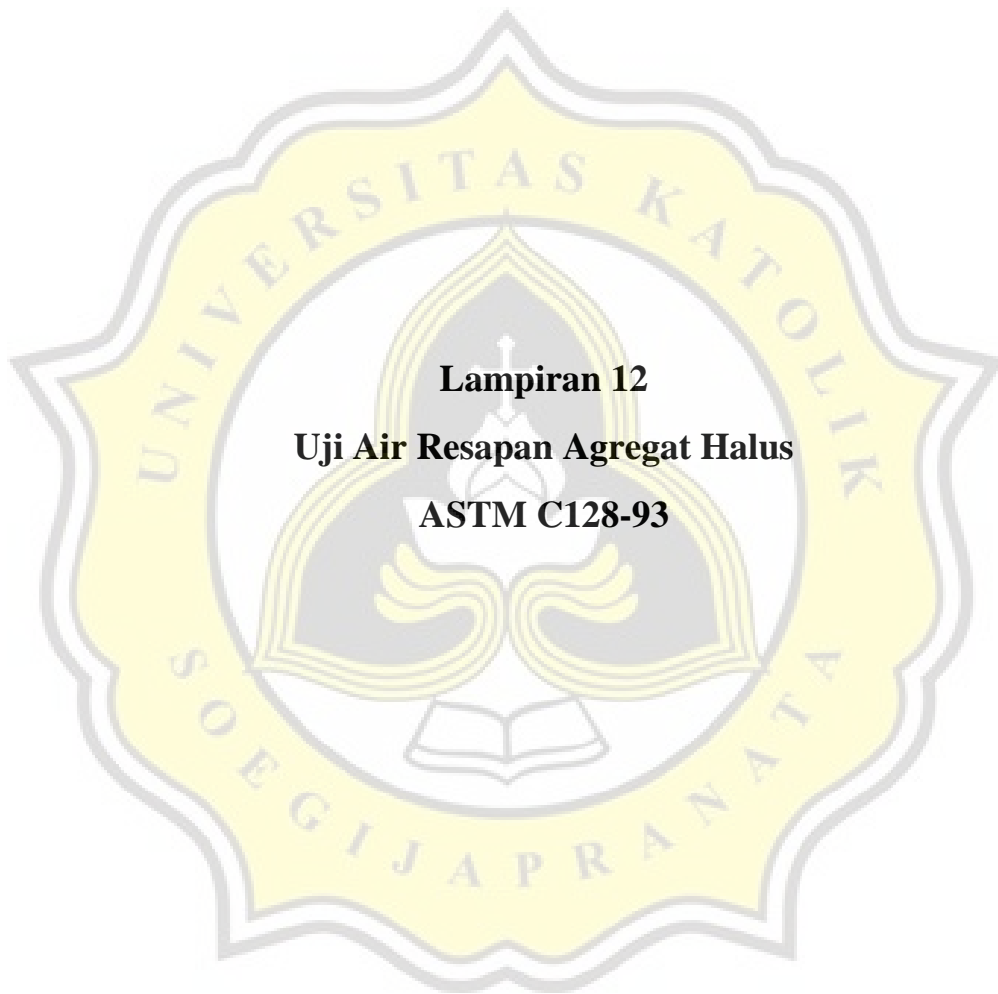 UNIVERSITAS KATOLIK
Lampiran 12
Uji Air Resapan Agregat Halus
ASTM C128-93
SOEGIJAPRANATA